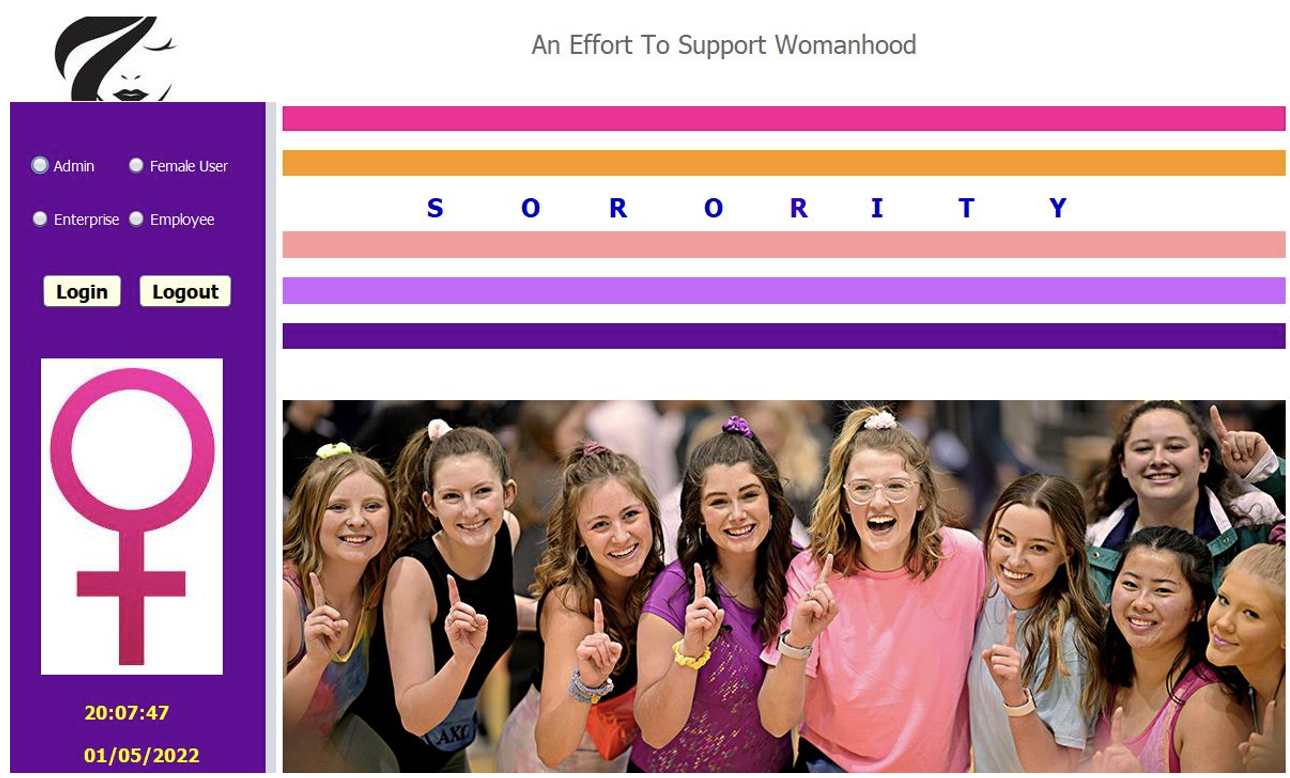 An Effort To Support Womanhood
Admin Female User
Enterprise Employee
Login Logout
S O R O R I T Y
20:07:47
01/05/2022